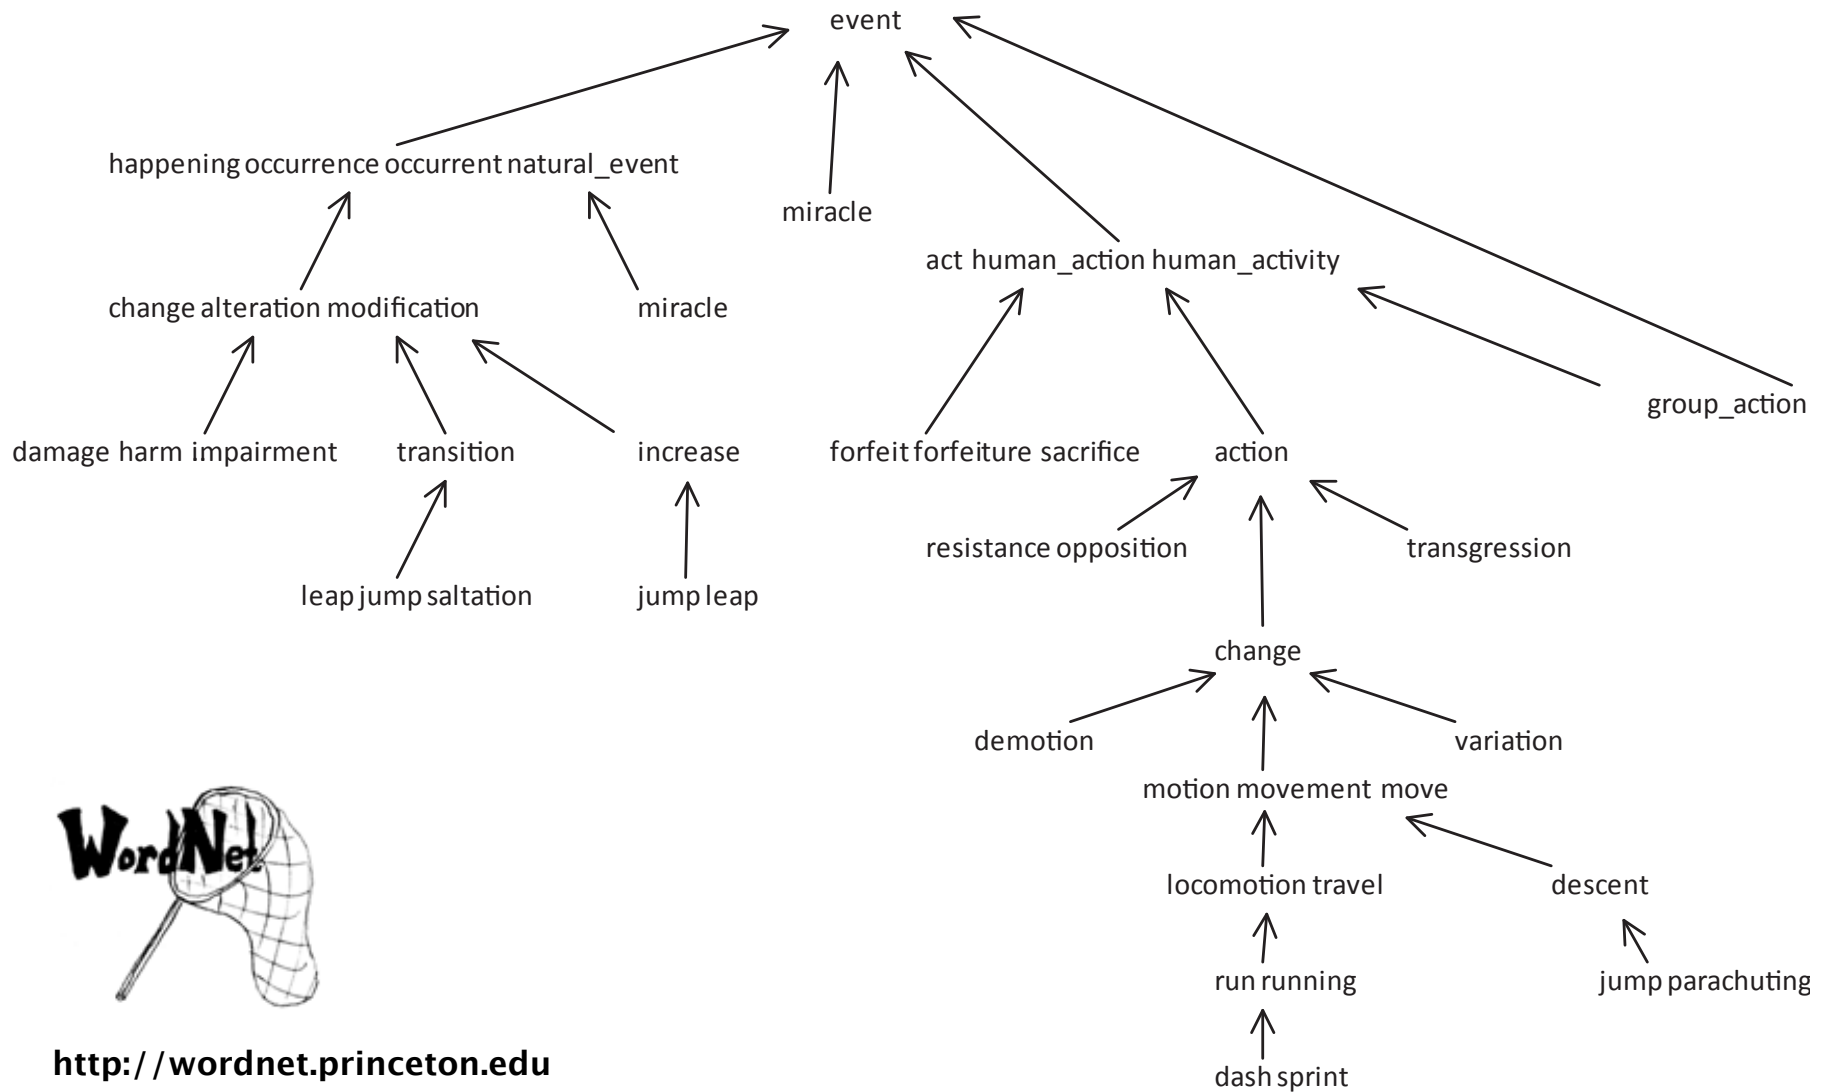 event
happening occurrence occurrent natural_event
miracle
act human_action human_activity
change alteration modification
miracle
group_action
damage harm impairment
transition
increase
forfeit forfeiture sacrifice
action
resistance opposition
transgression
leap jump saltation
jump leap
change
demotion
variation
motion movement move
WordNet
locomotion travel
descent
run running
jump parachuting
http://wordnet.princeton.edu
dash sprint